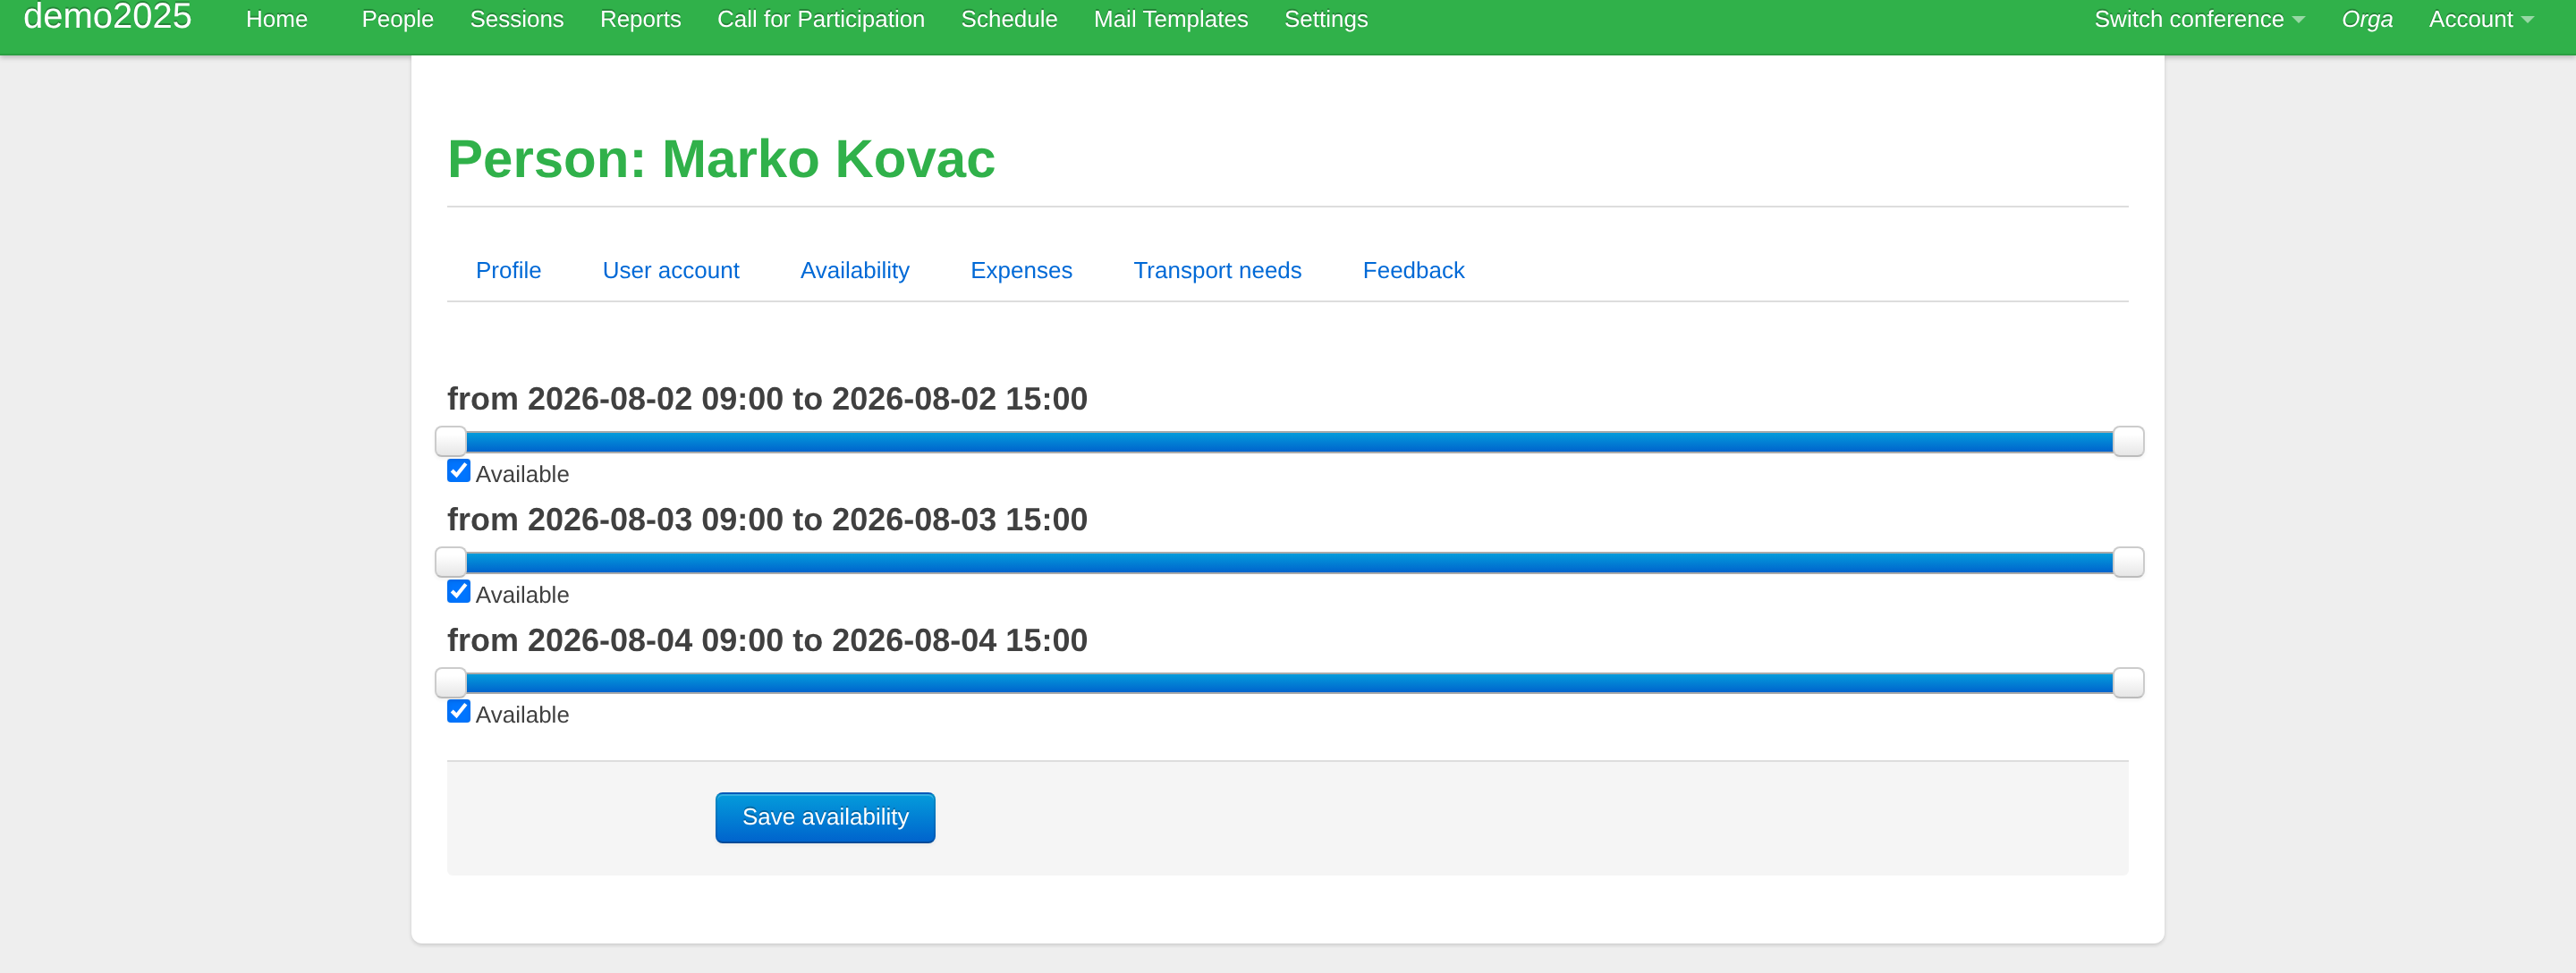 demo2025 Home People Sessions Reports Call for Participation Schedule Mail Templates Settings Switch conference Orga Account
Person: Marko Kovac
Profile User account Availability Expenses Transport needs Feedback
from 2026-08-02 09:00 to 2026-08-02 15:00
Available
from 2026-08-03 09:00 to 2026-08-03 15:00
Available
from 2026-08-04 09:00 to 2026-08-04 15:00
Available
Save availability